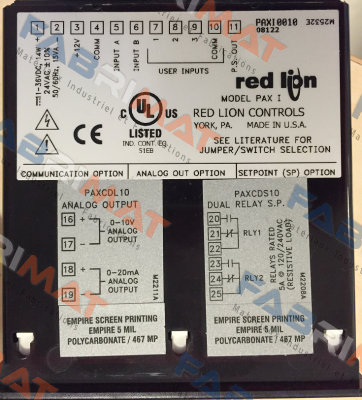 1 2 3 4 5 6 7 8 9 10 11
PAXI0010
08122
M2532E
11-36VDC, 14W
24VAC ±10%
50/60Hz, 15VA
+12V
COMM
INPUT A
INPUT B
1
2
3
COMM
P.S. OUT
USER INPUTS
red lion
MODEL PAX I
RED LION CONTROLS
YORK, PA. MADE IN U.S.A.
SEE LITERATURE FOR
JUMPER/SWITCH SELECTION
C UL US
LISTED
IND. CONT. EQ.
51EB
CE
COMMUNICATION OPTION
ANALOG OUT OPTION
SETPOINT (SP) OPTION
PAXCDL10
ANALOG OUTPUT
16 +
17 -
0-10V
ANALOG
OUTPUT
18 +
19 -
0-20mA
ANALOG
OUTPUT
M2211A
EMPIRE SCREEN PRINTING
EMPIRE 5 MIL
POLYCARBONATE / 467 MP
PAXCDS10
DUAL RELAY S.P.
20
21
22
RLY1
23
24
25
RLY2
RELAYS RATED
5A @ 120/240VAC
(RESISTIVE LOAD)
M2208A
EMPIRE SCREEN PRINTING
EMPIRE 5 MIL
POLYCARBONATE / 467 MP
FABRIMAT